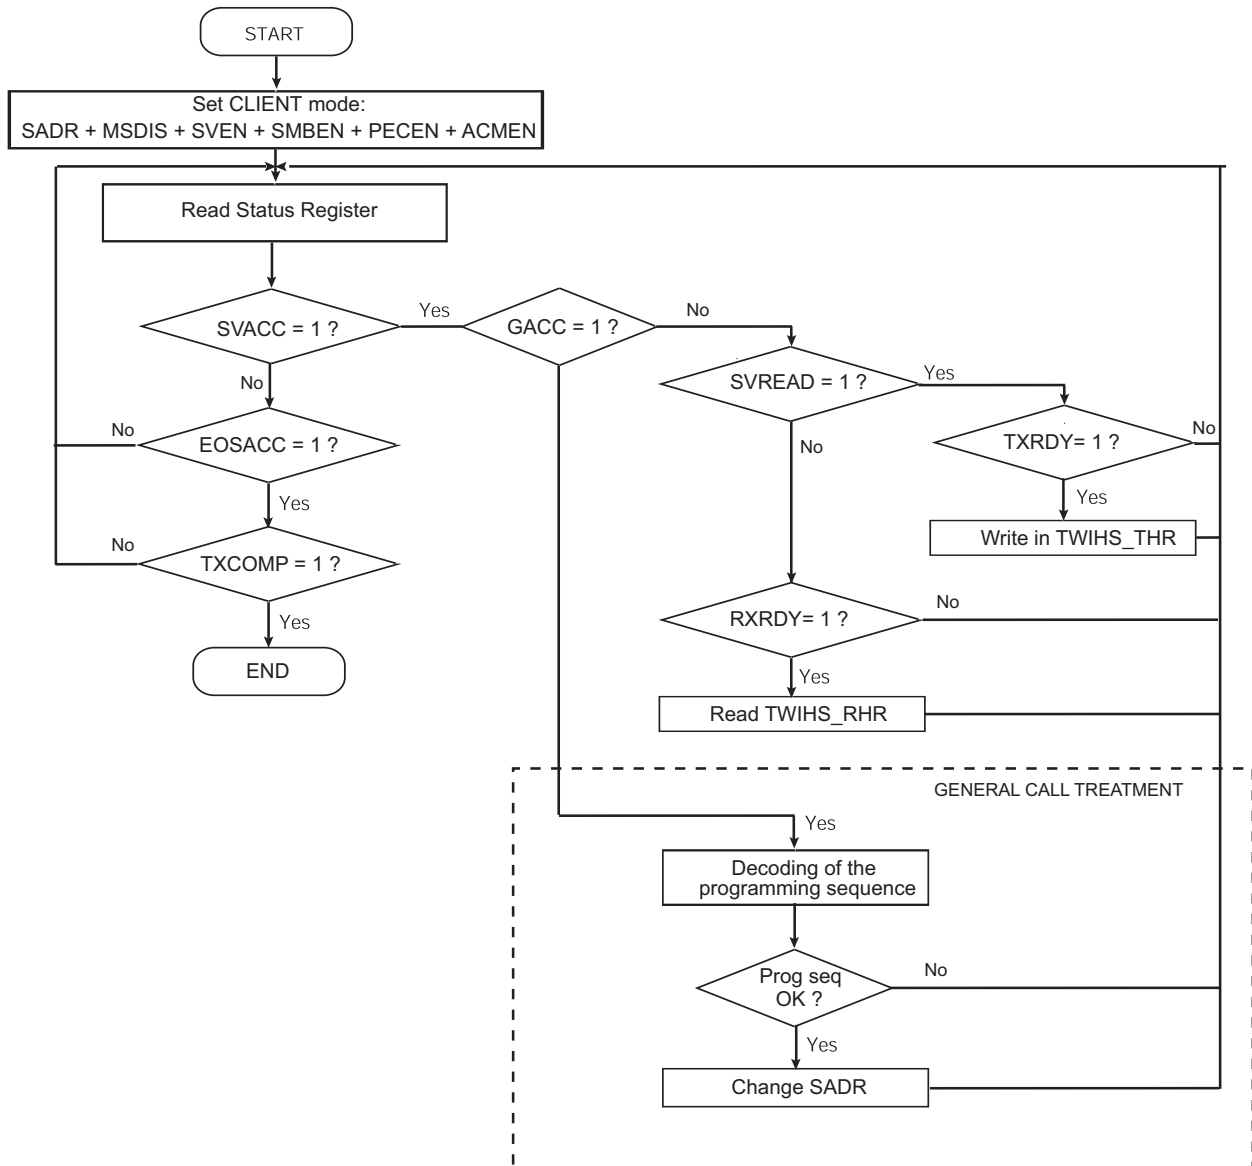 START
Set CLIENT mode:
SADR + MSDIS + SVEN + SMBEN + PECEN + ACMEN
Read Status Register
SVACC = 1 ?
Yes
GACC = 1 ?
No
No
SVREAD = 1 ?
Yes
EOSACC = 1 ?
No
No
TXRDY= 1 ?
No
Yes
Yes
Write in TWIHS_THR
TXCOMP = 1 ?
No
Yes
END
RXRDY= 1 ?
No
Yes
Read TWIHS_RHR
GENERAL CALL TREATMENT
Yes
Decoding of the
programming sequence
Prog seq
OK ?
No
Yes
Change SADR